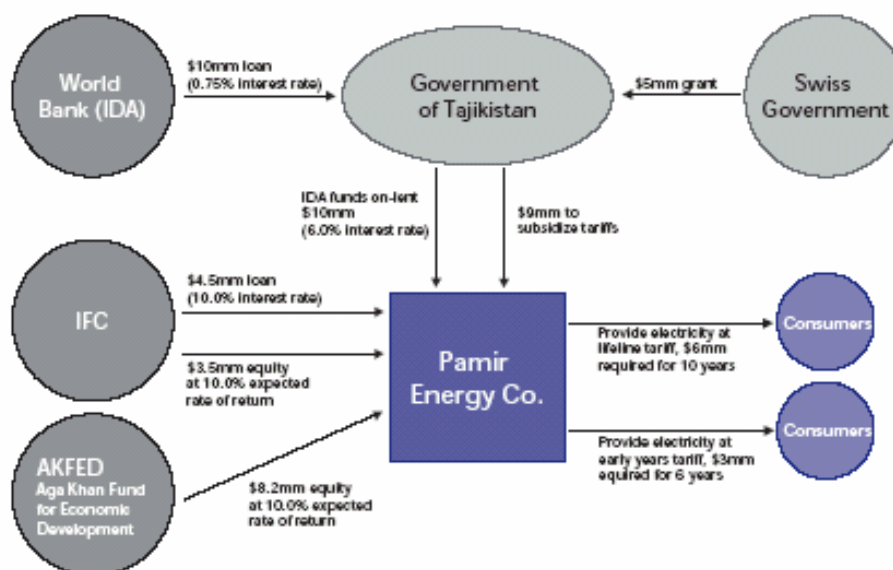 World
Bank (IDA)
$10mm loan
(0.75% interest rate)
Government
of Tajikistan
$5mm grant
Swiss
Government
IDA funds on-lent
$10mm
(6.0% interest rate)
$9mm to
subsidize tariffs
IFC
$4.5mm loan
(10.0% interest rate)
$3.5mm equity
at 10.0% expected
rate of return
Pamir
Energy Co.
Provide electricity at
lifeline tariff, $6mm
required for 10 years
Consumers
Provide electricity at
early years tariff, $3mm
equired for 6 years
Consumers
AKFED
Aga Khan Fund
for Economic
Development
$8.2mm equity
at 10.0% expected
rate of return